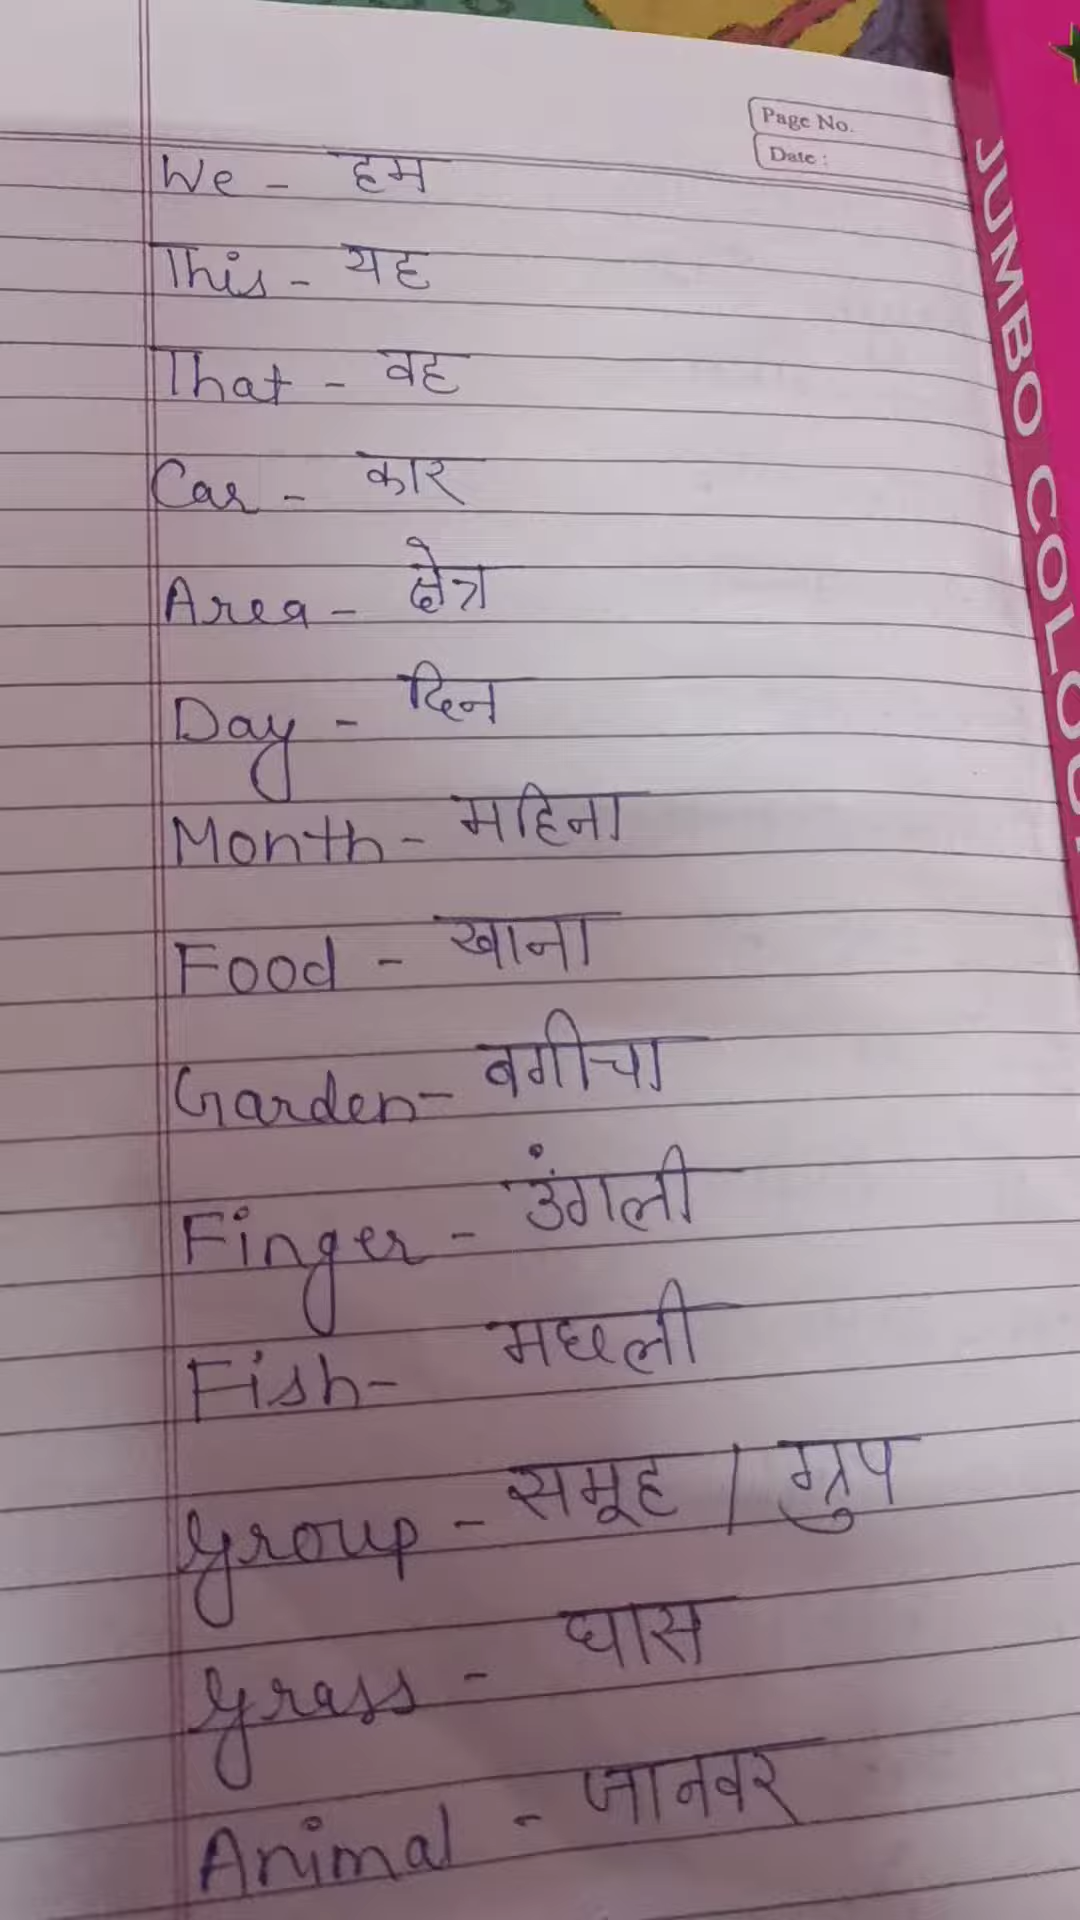 Page No.
Date :
We - हम
This - यह
That - वह
Car - कार
Area - क्षेत्र
Day - दिन
Month - महिना
Food - खाना
Garden - बगीचा
Finger - उंगली
Fish - मछली
Group - समूह / ग्रुप
Grass - घास
Animal - जानवर
JUMBO COLOU